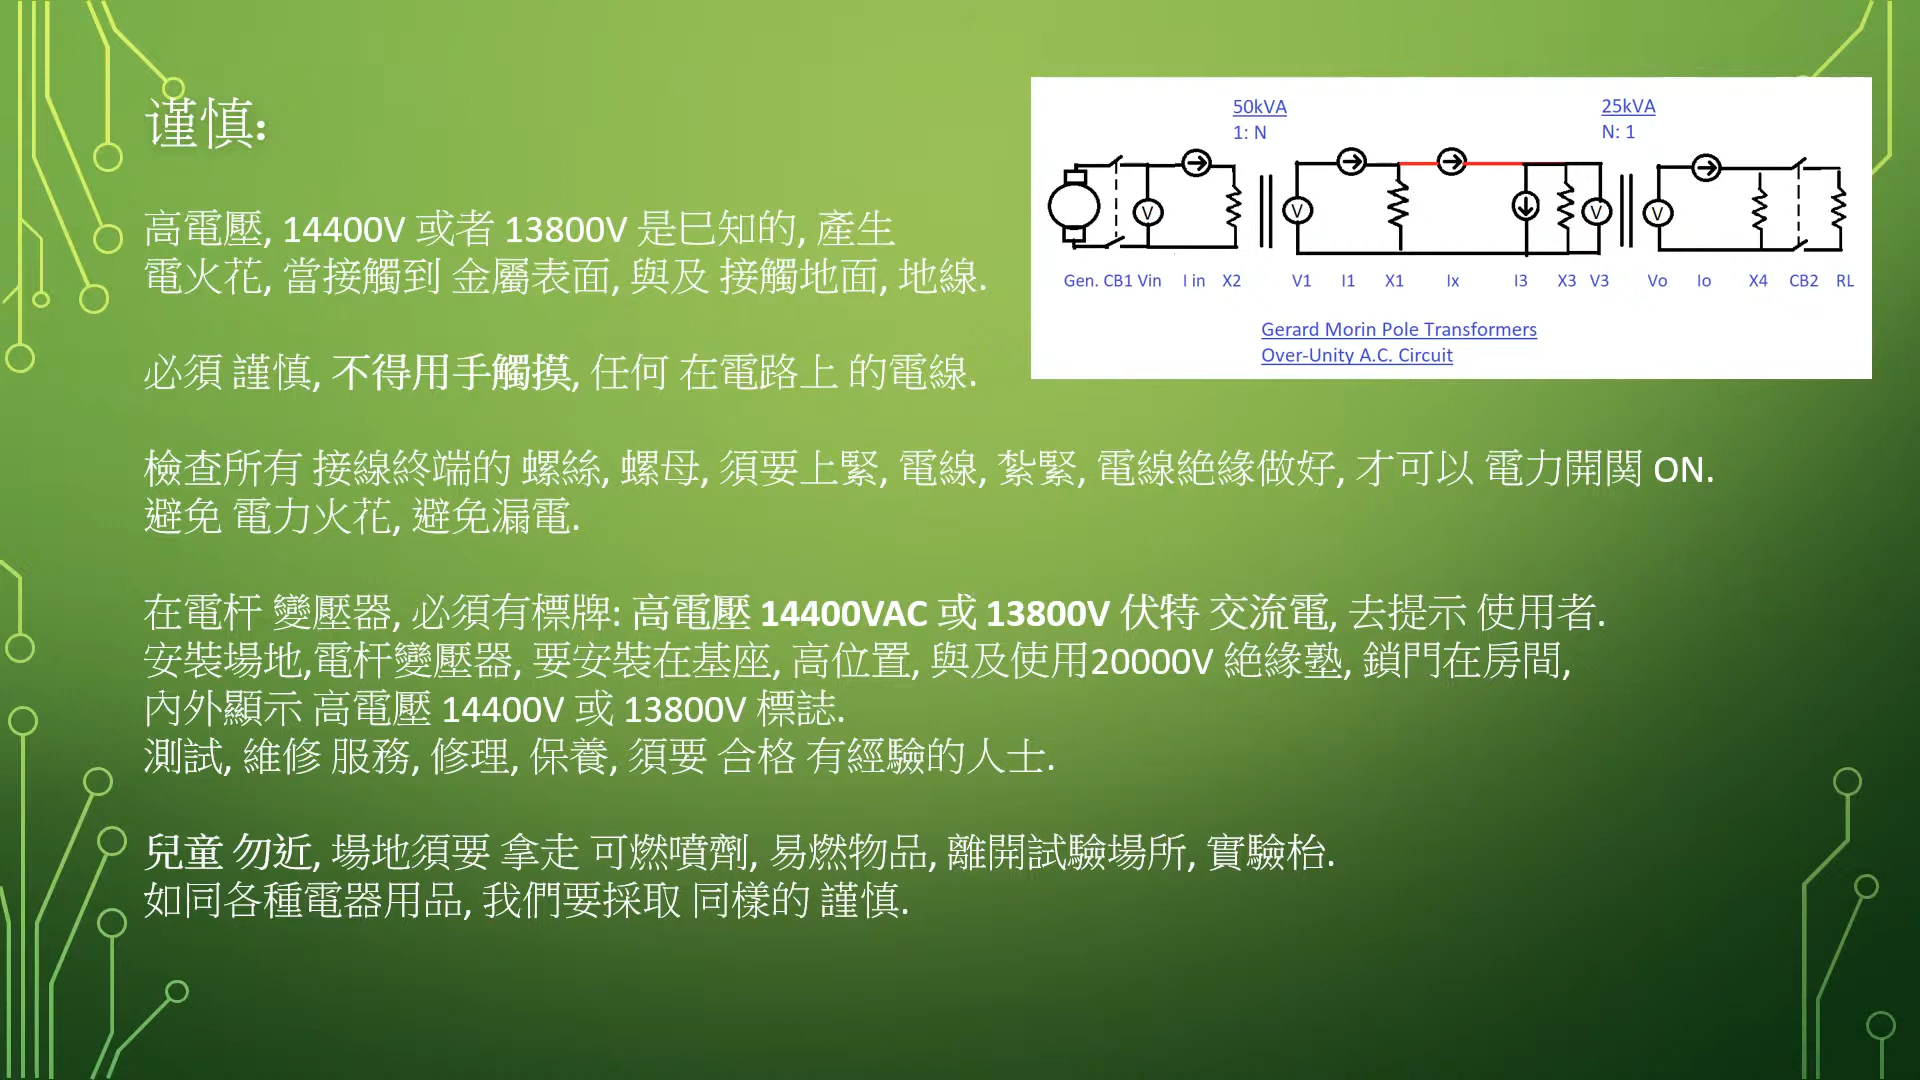 谨慎:
高電壓, 14400V 或者 13800V 是巳知的, 產生
電火花, 當接觸到 金屬表面, 與及 接觸地面, 地線.
必須 謹慎, 不得用手觸摸, 任何 在電路上 的電線.
檢查所有 接線終端的 螺絲, 螺母, 須要上緊, 電線, 紮緊, 電線絕緣做好, 才可以 電力開関 ON.
避免 電力火花, 避免漏電.
在電杆 變壓器, 必須有標牌: 高電壓 14400VAC 或 13800V 伏特 交流電, 去提示 使用者.
安裝場地,電杆變壓器, 要安裝在基座, 高位置, 與及使用20000V 絕緣塾, 鎖門在房間,
內外顯示 高電壓 14400V 或 13800V 標誌.
測試, 維修 服務, 修理, 保養, 須要 合格 有經驗的人士.
兒童 勿近, 場地須要 拿走 可燃噴劑, 易燃物品, 離開試驗場所, 實驗枱.
如同各種電器用品, 我們要採取 同樣的 謹慎.
50kVA 25kVA
1: N N: 1
V V V V
Gen. CB1 Vin I in X2 V1 I1 X1 Ix I3 X3 V3 Vo Io X4 CB2 RL
Gerard Morin Pole Transformers
Over-Unity A.C. Circuit